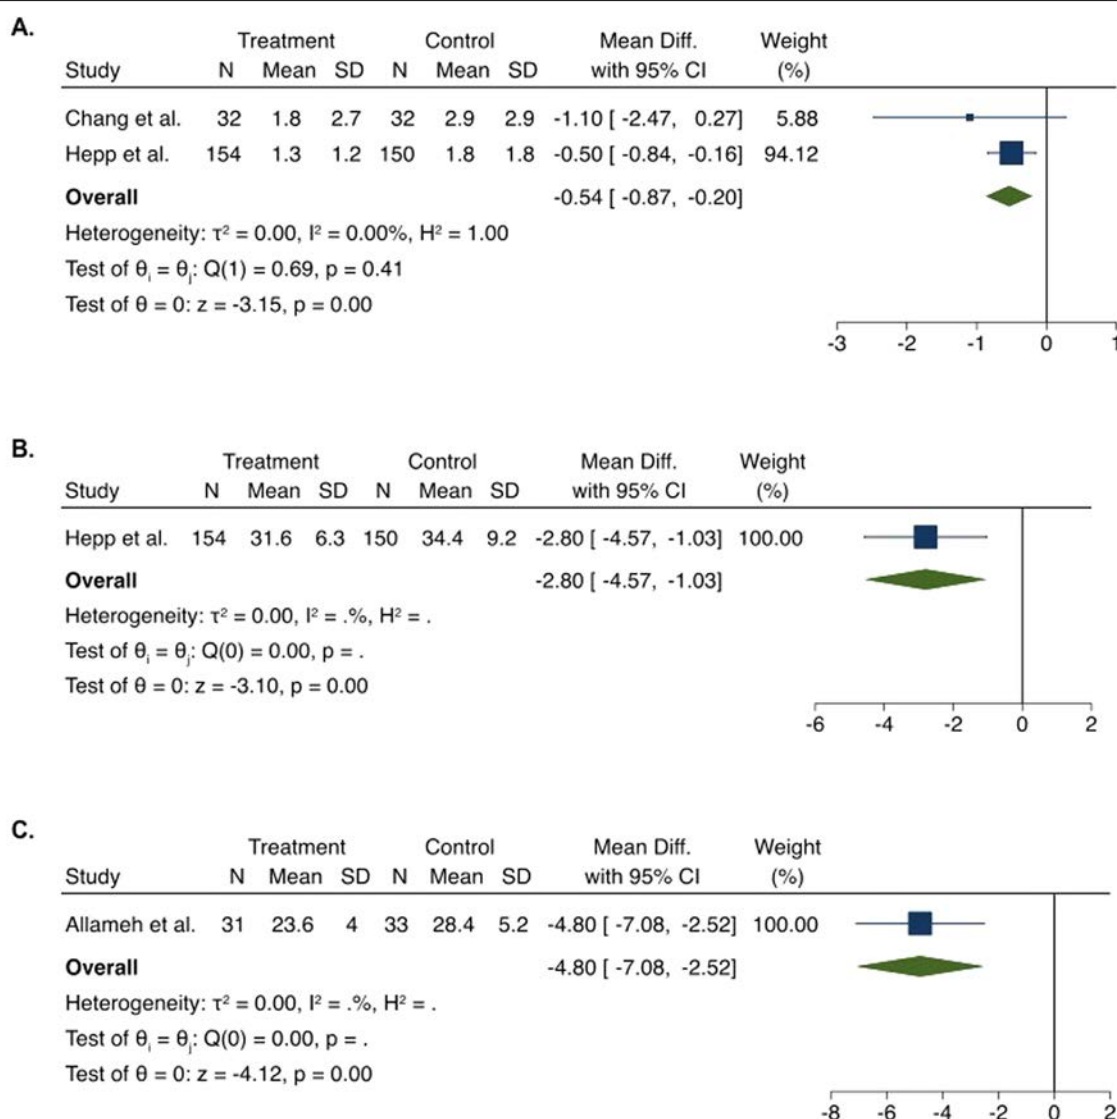 A.
Treatment Control Mean Diff. Weight
Study N Mean SD N Mean SD with 95% CI (%)
Chang et al. 32 1.8 2.7 32 2.9 2.9 -1.10 [ -2.47, 0.27] 5.88
Hepp et al. 154 1.3 1.2 150 1.8 1.8 -0.50 [ -0.84, -0.16] 94.12
Overall -0.54 [ -0.87, -0.20]
Heterogeneity: τ² = 0.00, I² = 0.00%, H² = 1.00
Test of θᵢ = θⱼ: Q(1) = 0.69, p = 0.41
Test of θ = 0: z = -3.15, p = 0.00
-3 -2 -1 0 1
B.
Treatment Control Mean Diff. Weight
Study N Mean SD N Mean SD with 95% CI (%)
Hepp et al. 154 31.6 6.3 150 34.4 9.2 -2.80 [ -4.57, -1.03] 100.00
Overall -2.80 [ -4.57, -1.03]
Heterogeneity: τ² = 0.00, I² = .%, H² = .
Test of θᵢ = θⱼ: Q(0) = 0.00, p = .
Test of θ = 0: z = -3.10, p = 0.00
-6 -4 -2 0 2
C.
Treatment Control Mean Diff. Weight
Study N Mean SD N Mean SD with 95% CI (%)
Allameh et al. 31 23.6 4 33 28.4 5.2 -4.80 [ -7.08, -2.52] 100.00
Overall -4.80 [ -7.08, -2.52]
Heterogeneity: τ² = 0.00, I² = .%, H² = .
Test of θᵢ = θⱼ: Q(0) = 0.00, p = .
Test of θ = 0: z = -4.12, p = 0.00
-8 -6 -4 -2 0 2